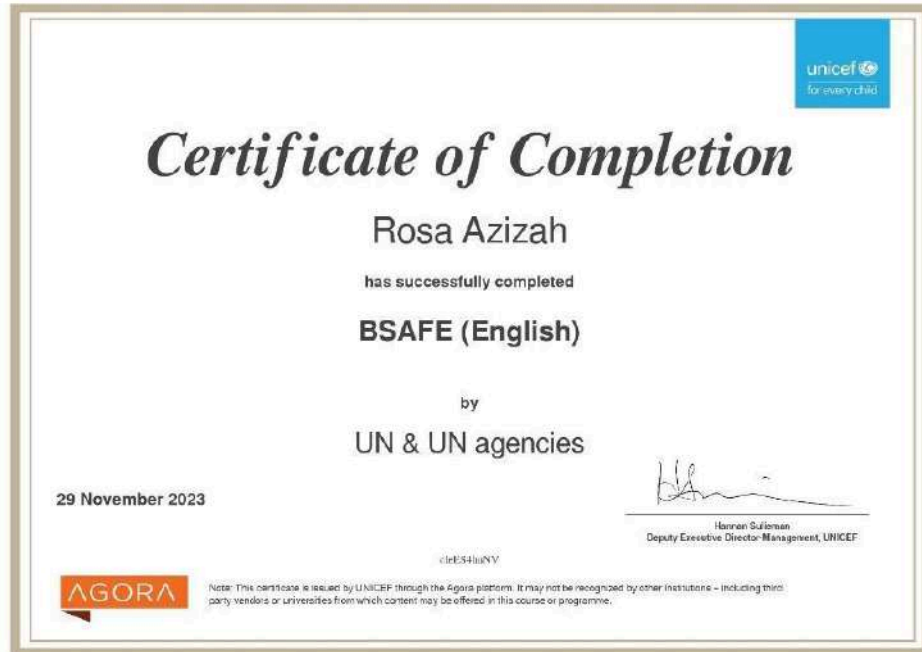 unicef
for every child
Certificate of Completion
Rosa Azizah
has successfully completed
BSAFE (English)
by
UN & UN agencies
29 November 2023
Hannan Sulieman
Deputy Executive Director-Management, UNICEF
AGORA
Note: This certificate is issued by UNICEF through the Agora platform. It may not be recognized by other institutions – including third
party vendors or universities from which content may be offered in this course or programme.